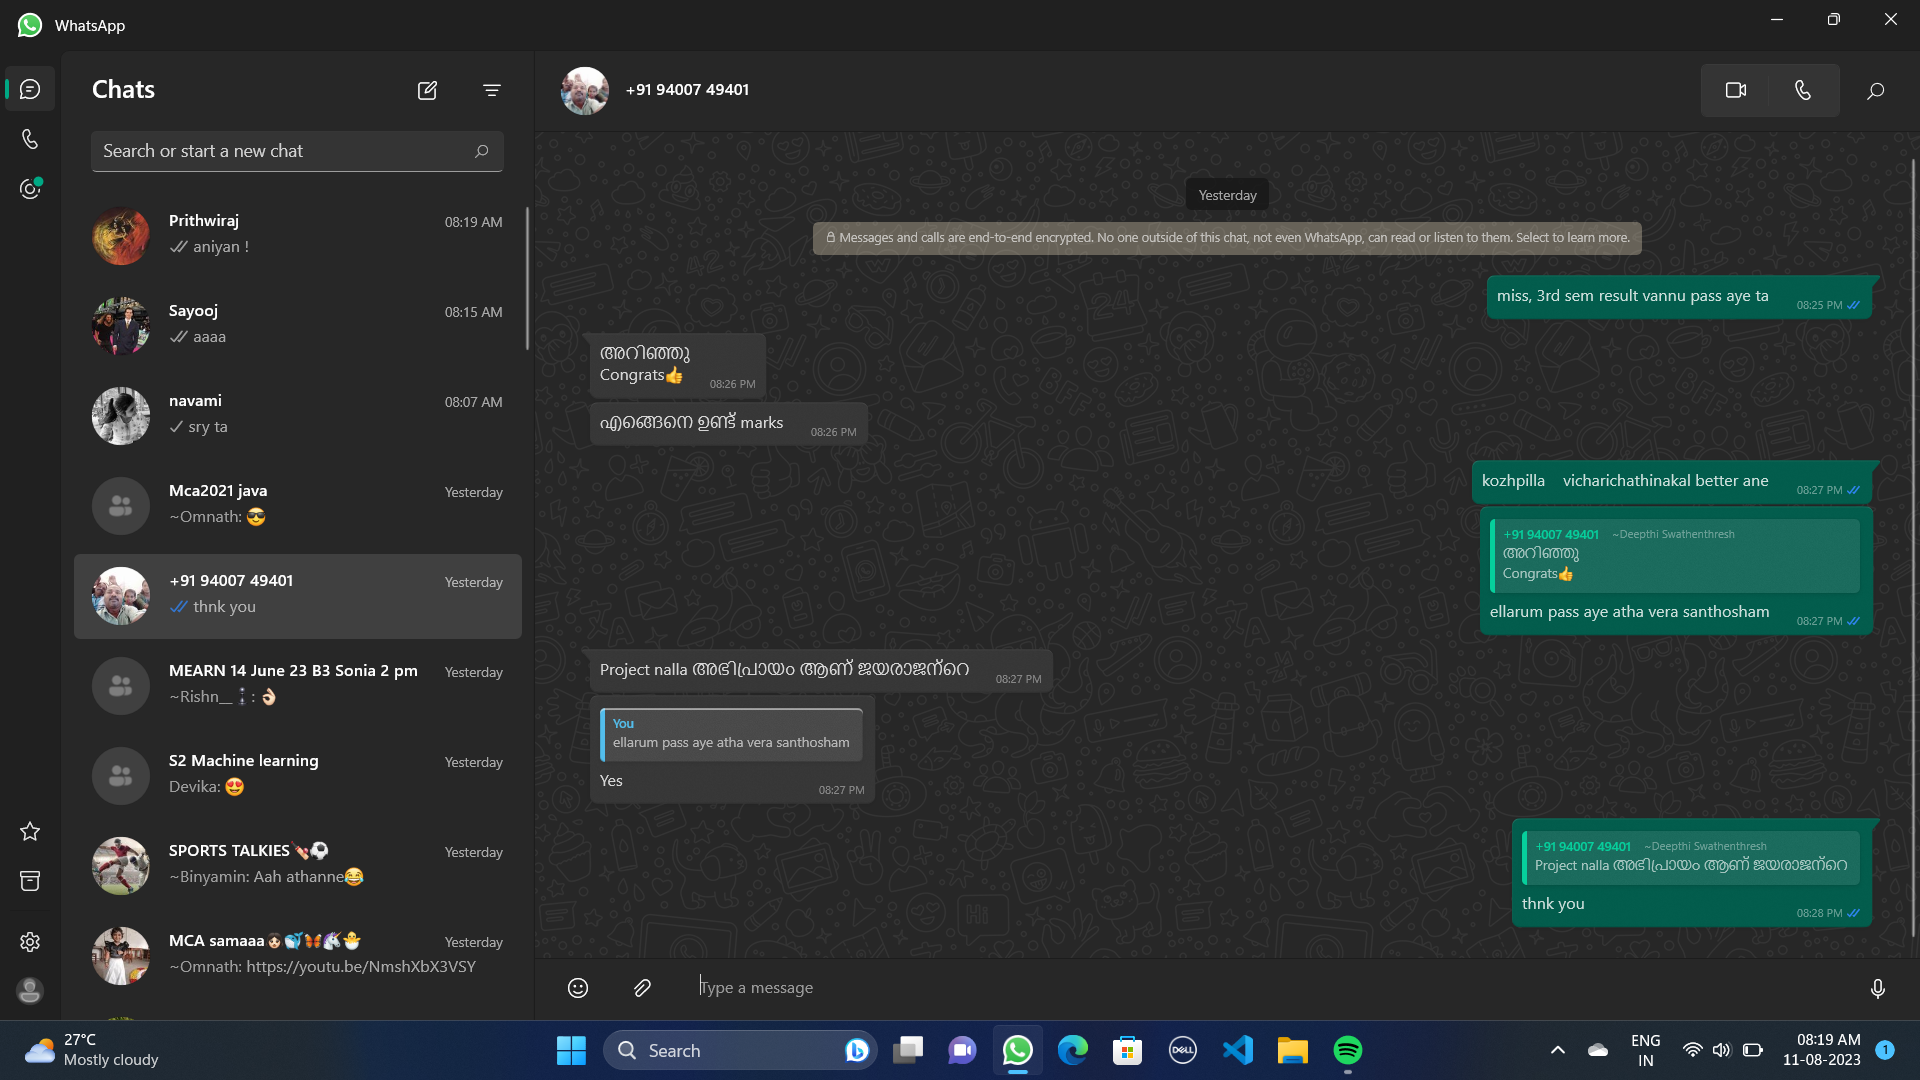 WhatsApp
Chats
Search or start a new chat
Prithwiraj
08:19 AM
aniyan !
Sayooj
08:15 AM
aaaa
navami
08:07 AM
sry ta
Mca2021 java
Yesterday
~Omnath: 😎
+91 94007 49401
Yesterday
thnk you
MEARN 14 June 23 B3 Sonia 2 pm
Yesterday
~Rishn__🕴🏻: 👌🏻
S2 Machine learning
Yesterday
Devika: 😍
SPORTS TALKIES🏏⚽
Yesterday
~Binyamin: Aah athanne😂
MCA samaaa👧🏻🐋🦋🦄🐣
Yesterday
~Omnath: https://youtu.be/NmshXbX3VSY
+91 94007 49401
Yesterday
Messages and calls are end-to-end encrypted. No one outside of this chat, not even WhatsApp, can read or listen to them. Select to learn more.
miss, 3rd sem result vannu pass aye ta
08:25 PM
അറിഞ്ഞു
Congrats👍
08:26 PM
എങ്ങെനെ ഉണ്ട് marks
08:26 PM
kozhpilla vicharichathinakal better ane
08:27 PM
+91 94007 49401 ~Deepthi Swathenthresh
അറിഞ്ഞു
Congrats👍
ellarum pass aye atha vera santhosham
08:27 PM
Project nalla അഭിപ്രായം ആണ് ജയരാജന്റെ
08:27 PM
You
ellarum pass aye atha vera santhosham
Yes
08:27 PM
+91 94007 49401 ~Deepthi Swathenthresh
Project nalla അഭിപ്രായം ആണ് ജയരാജന്റെ
thnk you
08:28 PM
Type a message
27°C
Mostly cloudy
Search
DELL
ENG
IN
08:19 AM
11-08-2023
1